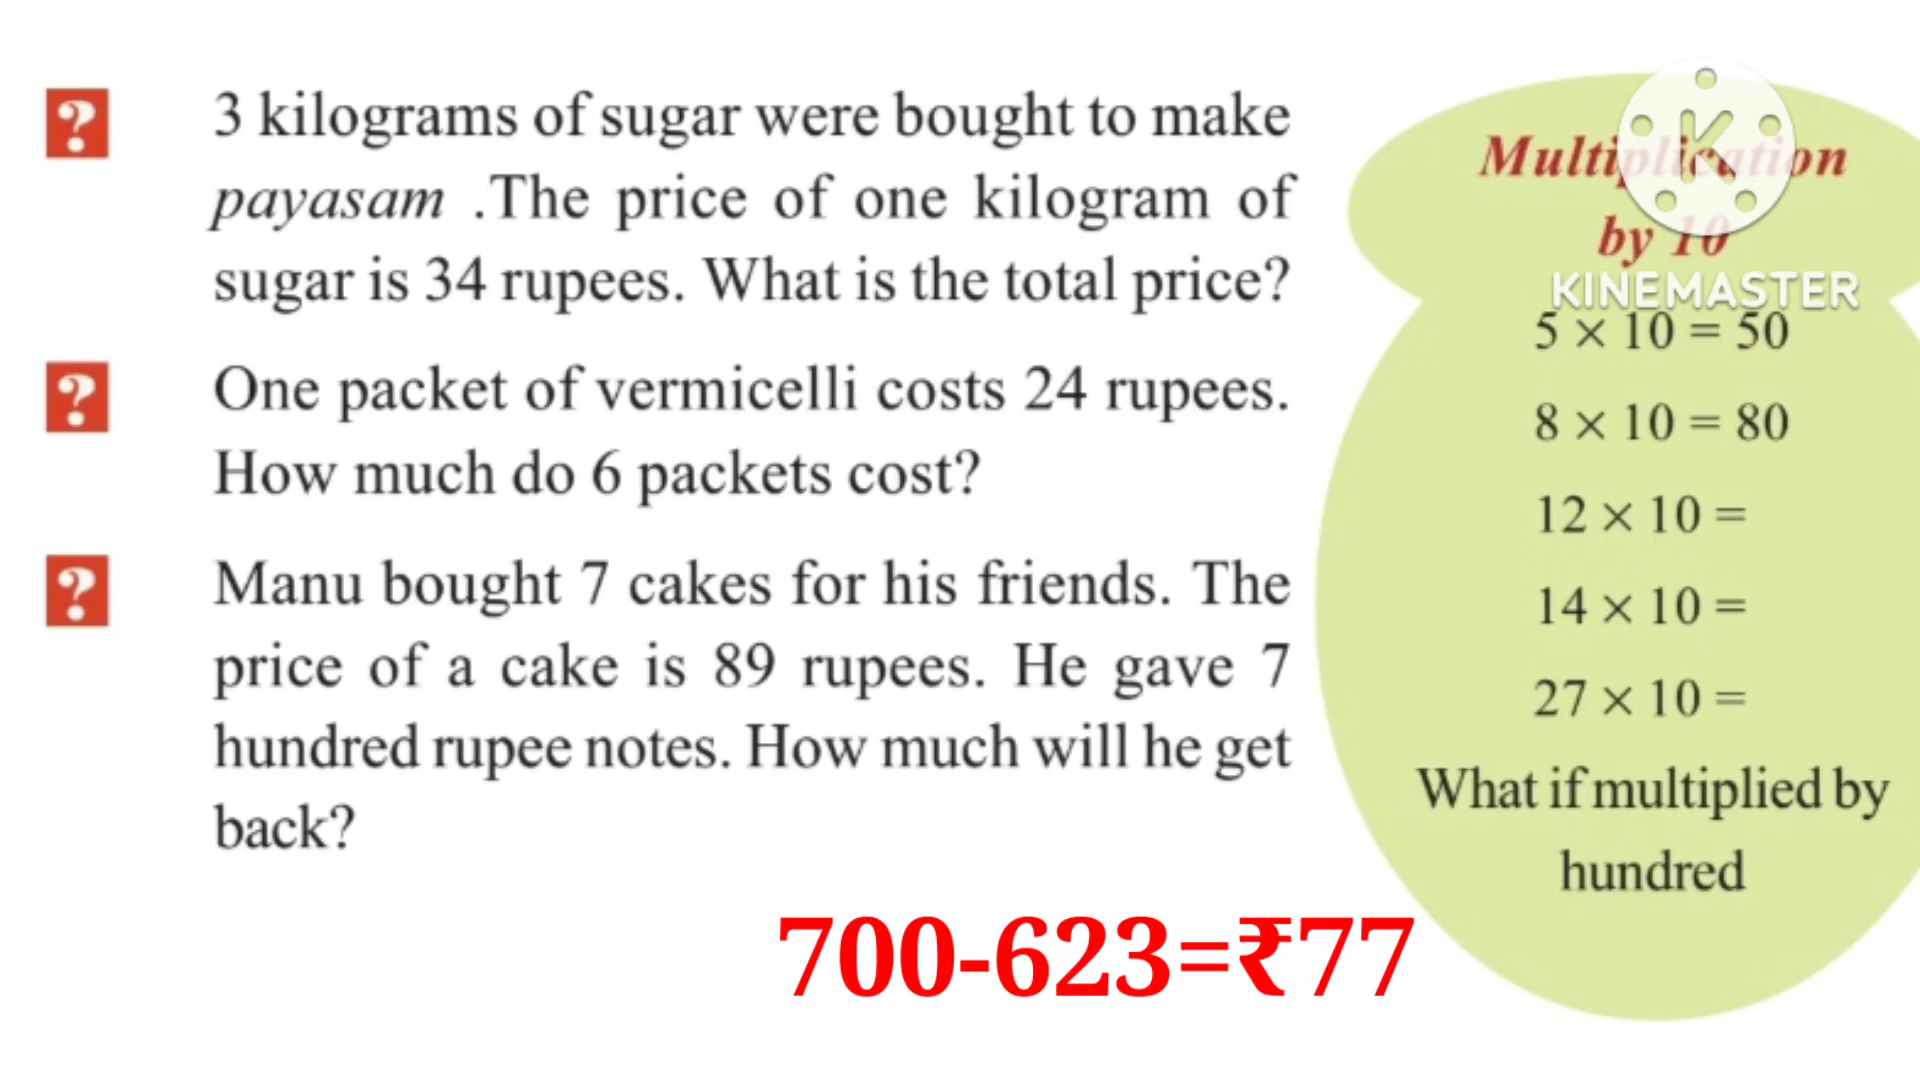 ?
3 kilograms of sugar were bought to make
payasam .The price of one kilogram of
sugar is 34 rupees. What is the total price?
?
One packet of vermicelli costs 24 rupees.
How much do 6 packets cost?
?
Manu bought 7 cakes for his friends. The
price of a cake is 89 rupees. He gave 7
hundred rupee notes. How much will he get
back?
700-623=₹77
Multiplication
by 10
K
KINEMASTER
5 × 10 = 50
8 × 10 = 80
12 × 10 =
14 × 10 =
27 × 10 =
What if multiplied by
hundred